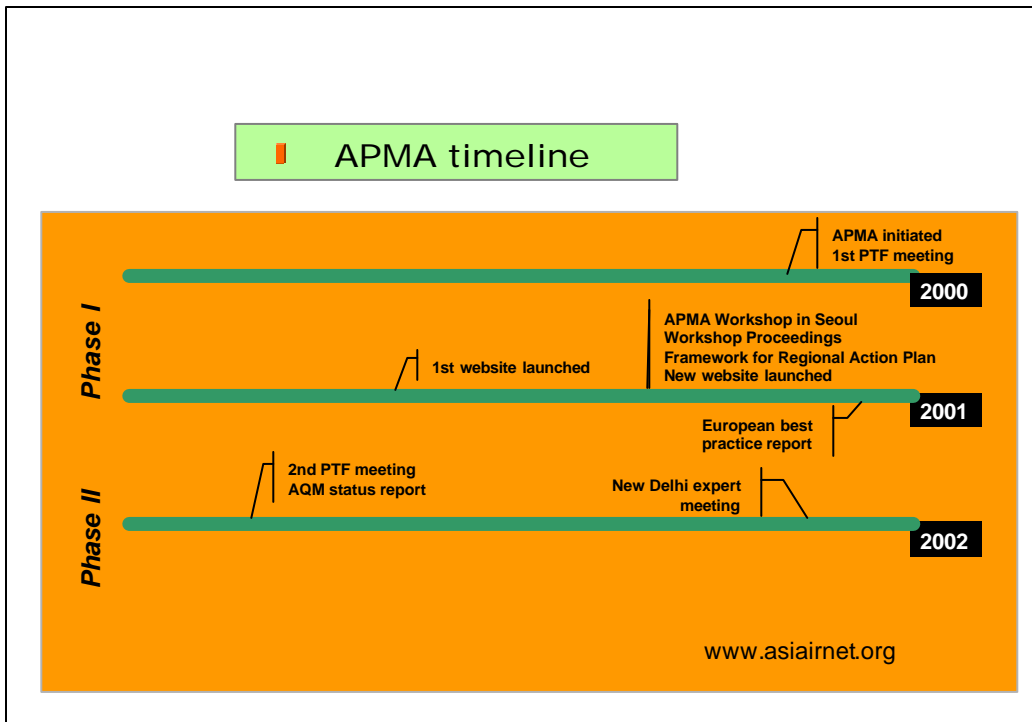 APMA timeline
APMA initiated
1st PTF meeting
2000
Phase I
APMA Workshop in Seoul
Workshop Proceedings
Framework for Regional Action Plan
New website launched
1st website launched
2001
European best
practice report
2nd PTF meeting
AQM status report
New Delhi expert
meeting
Phase II
2002
www.asiairnet.org